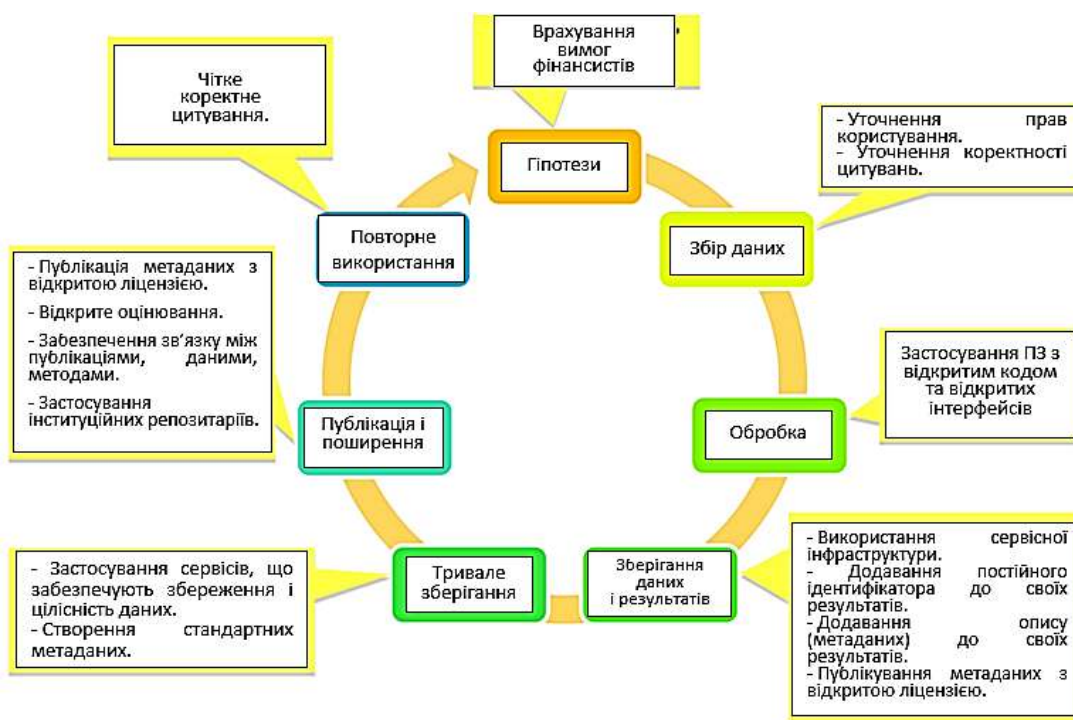 Врахування
вимог
фінансистів
Чітке
коректне
цитування.
Гіпотези
- Уточнення прав
користування.
- Уточнення коректності
цитувань.
Повторне
використання
Збір даних
- Публікація метаданих з
відкритою ліцензією.
- Відкрите оцінювання.
- Забезпечення зв’язку між
публікаціями, даними,
методами.
- Застосування
інституційних репозитаріїв.
Застосування ПЗ з
відкритим кодом
та відкритих
інтерфейсів
Публікація і
поширення
Обробка
- Застосування сервісів, що
забезпечують збереження і
цілісність даних.
- Створення стандартних
метаданих.
Тривале
зберігання
Зберігання
даних
і результатів
- Використання сервісної
інфраструктури.
- Додавання постійного
ідентифікатора до своїх
результатів.
- Додавання опису
(метаданих) до своїх
результатів.
- Публікування метаданих з
відкритою ліцензією.